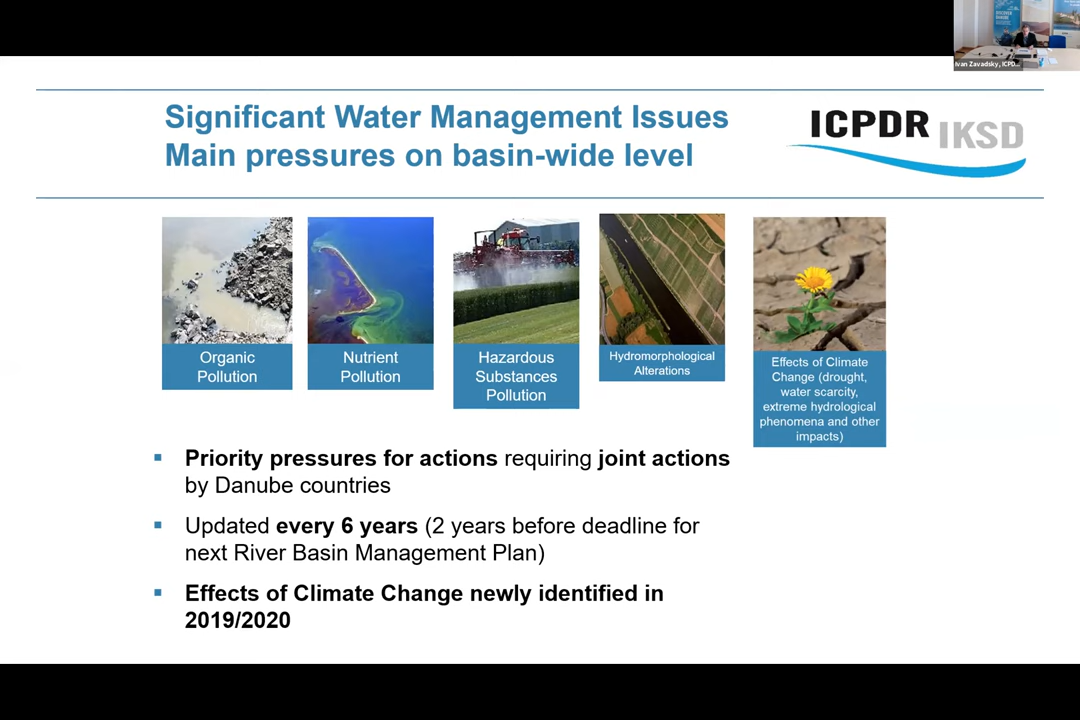 Ivan Zavadsky, ICPD...
Significant Water Management Issues
Main pressures on basin-wide level
ICPDR IKSD
Organic
Pollution
Nutrient
Pollution
Hazardous
Substances
Pollution
Hydromorphological
Alterations
Effects of Climate
Change (drought,
water scarcity,
extreme hydrological
phenomena and other
impacts)
Priority pressures for actions requiring joint actions
by Danube countries
Updated every 6 years (2 years before deadline for
next River Basin Management Plan)
Effects of Climate Change newly identified in
2019/2020